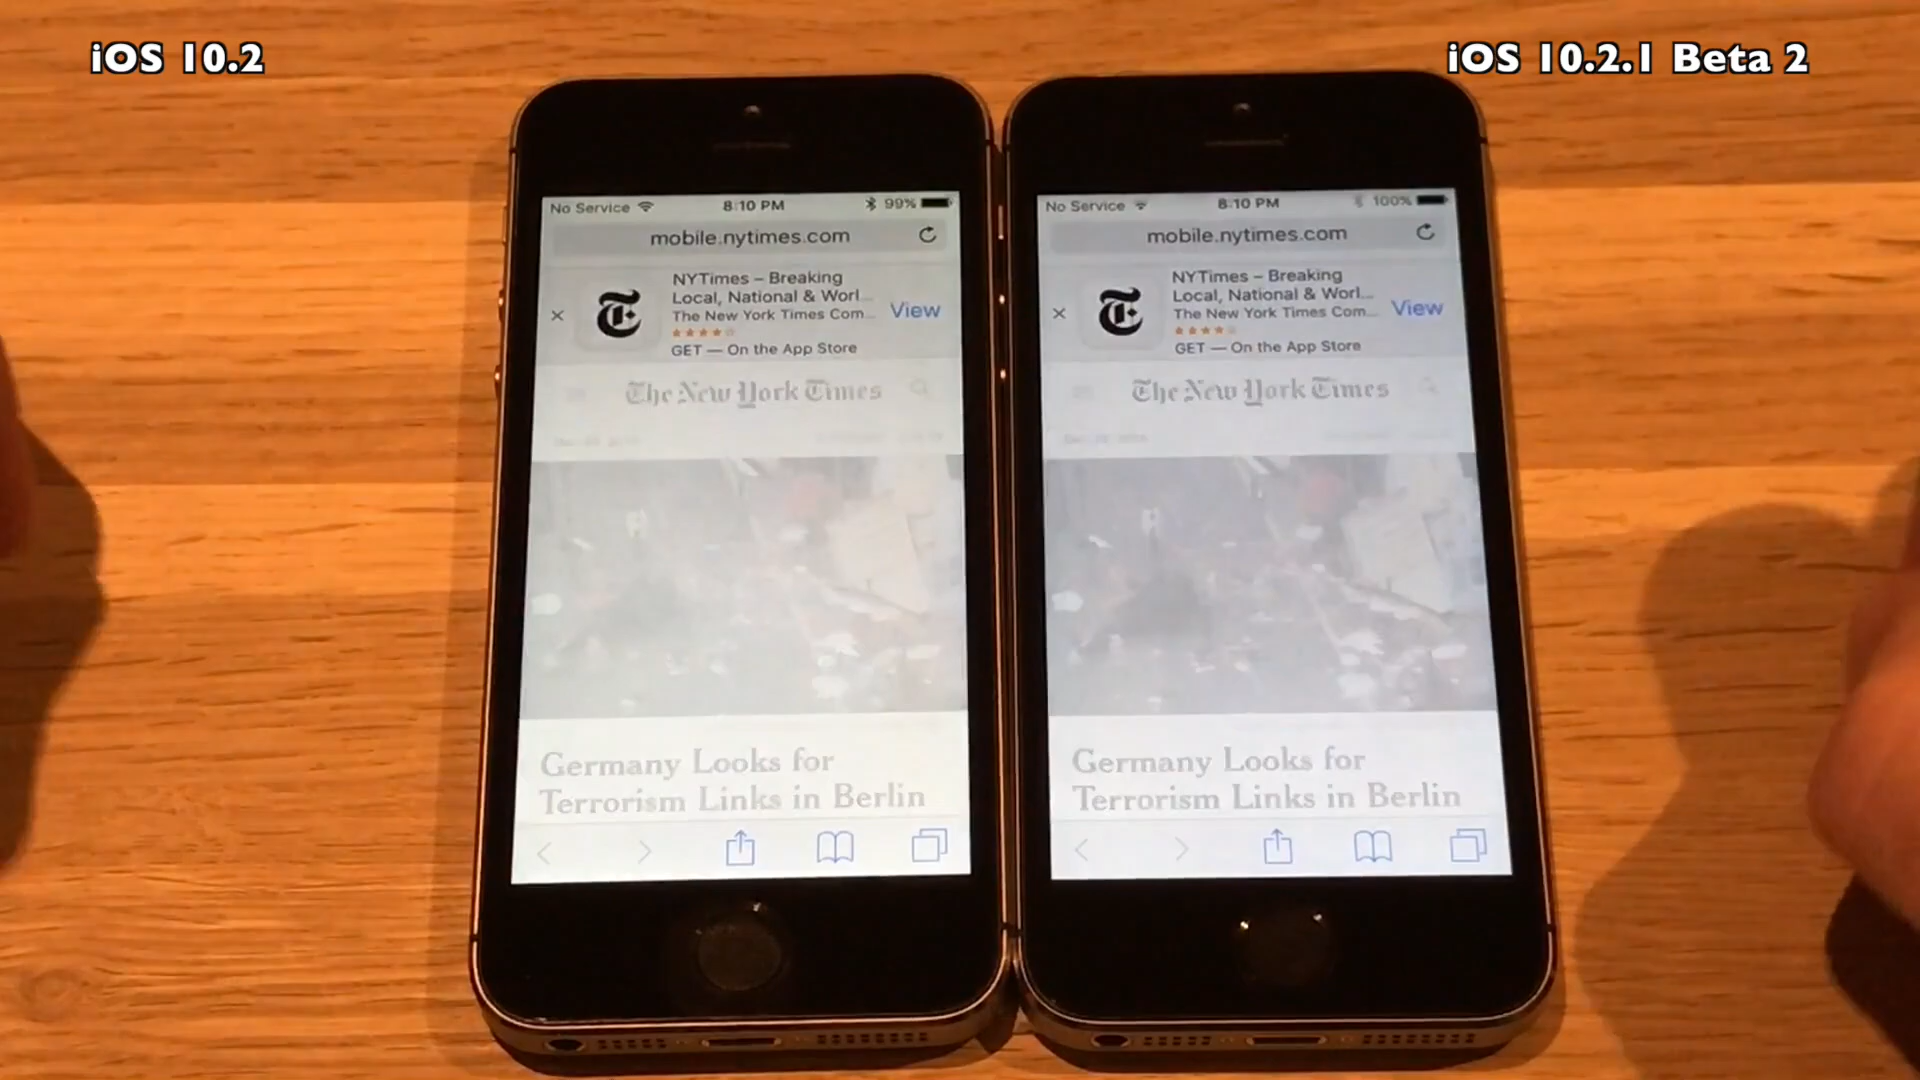 iOS 10.2
iOS 10.2.1 Beta 2
No Service 8:10 PM 99%
mobile.nytimes.com
NYTimes – Breaking
Local, National & Worl...
The New York Times Com...
GET — On the App Store
View
The New York Times
Germany Looks for
Terrorism Links in Berlin
No Service 8:10 PM 100%
mobile.nytimes.com
NYTimes – Breaking
Local, National & Worl...
The New York Times Com...
GET — On the App Store
View
The New York Times
Germany Looks for
Terrorism Links in Berlin